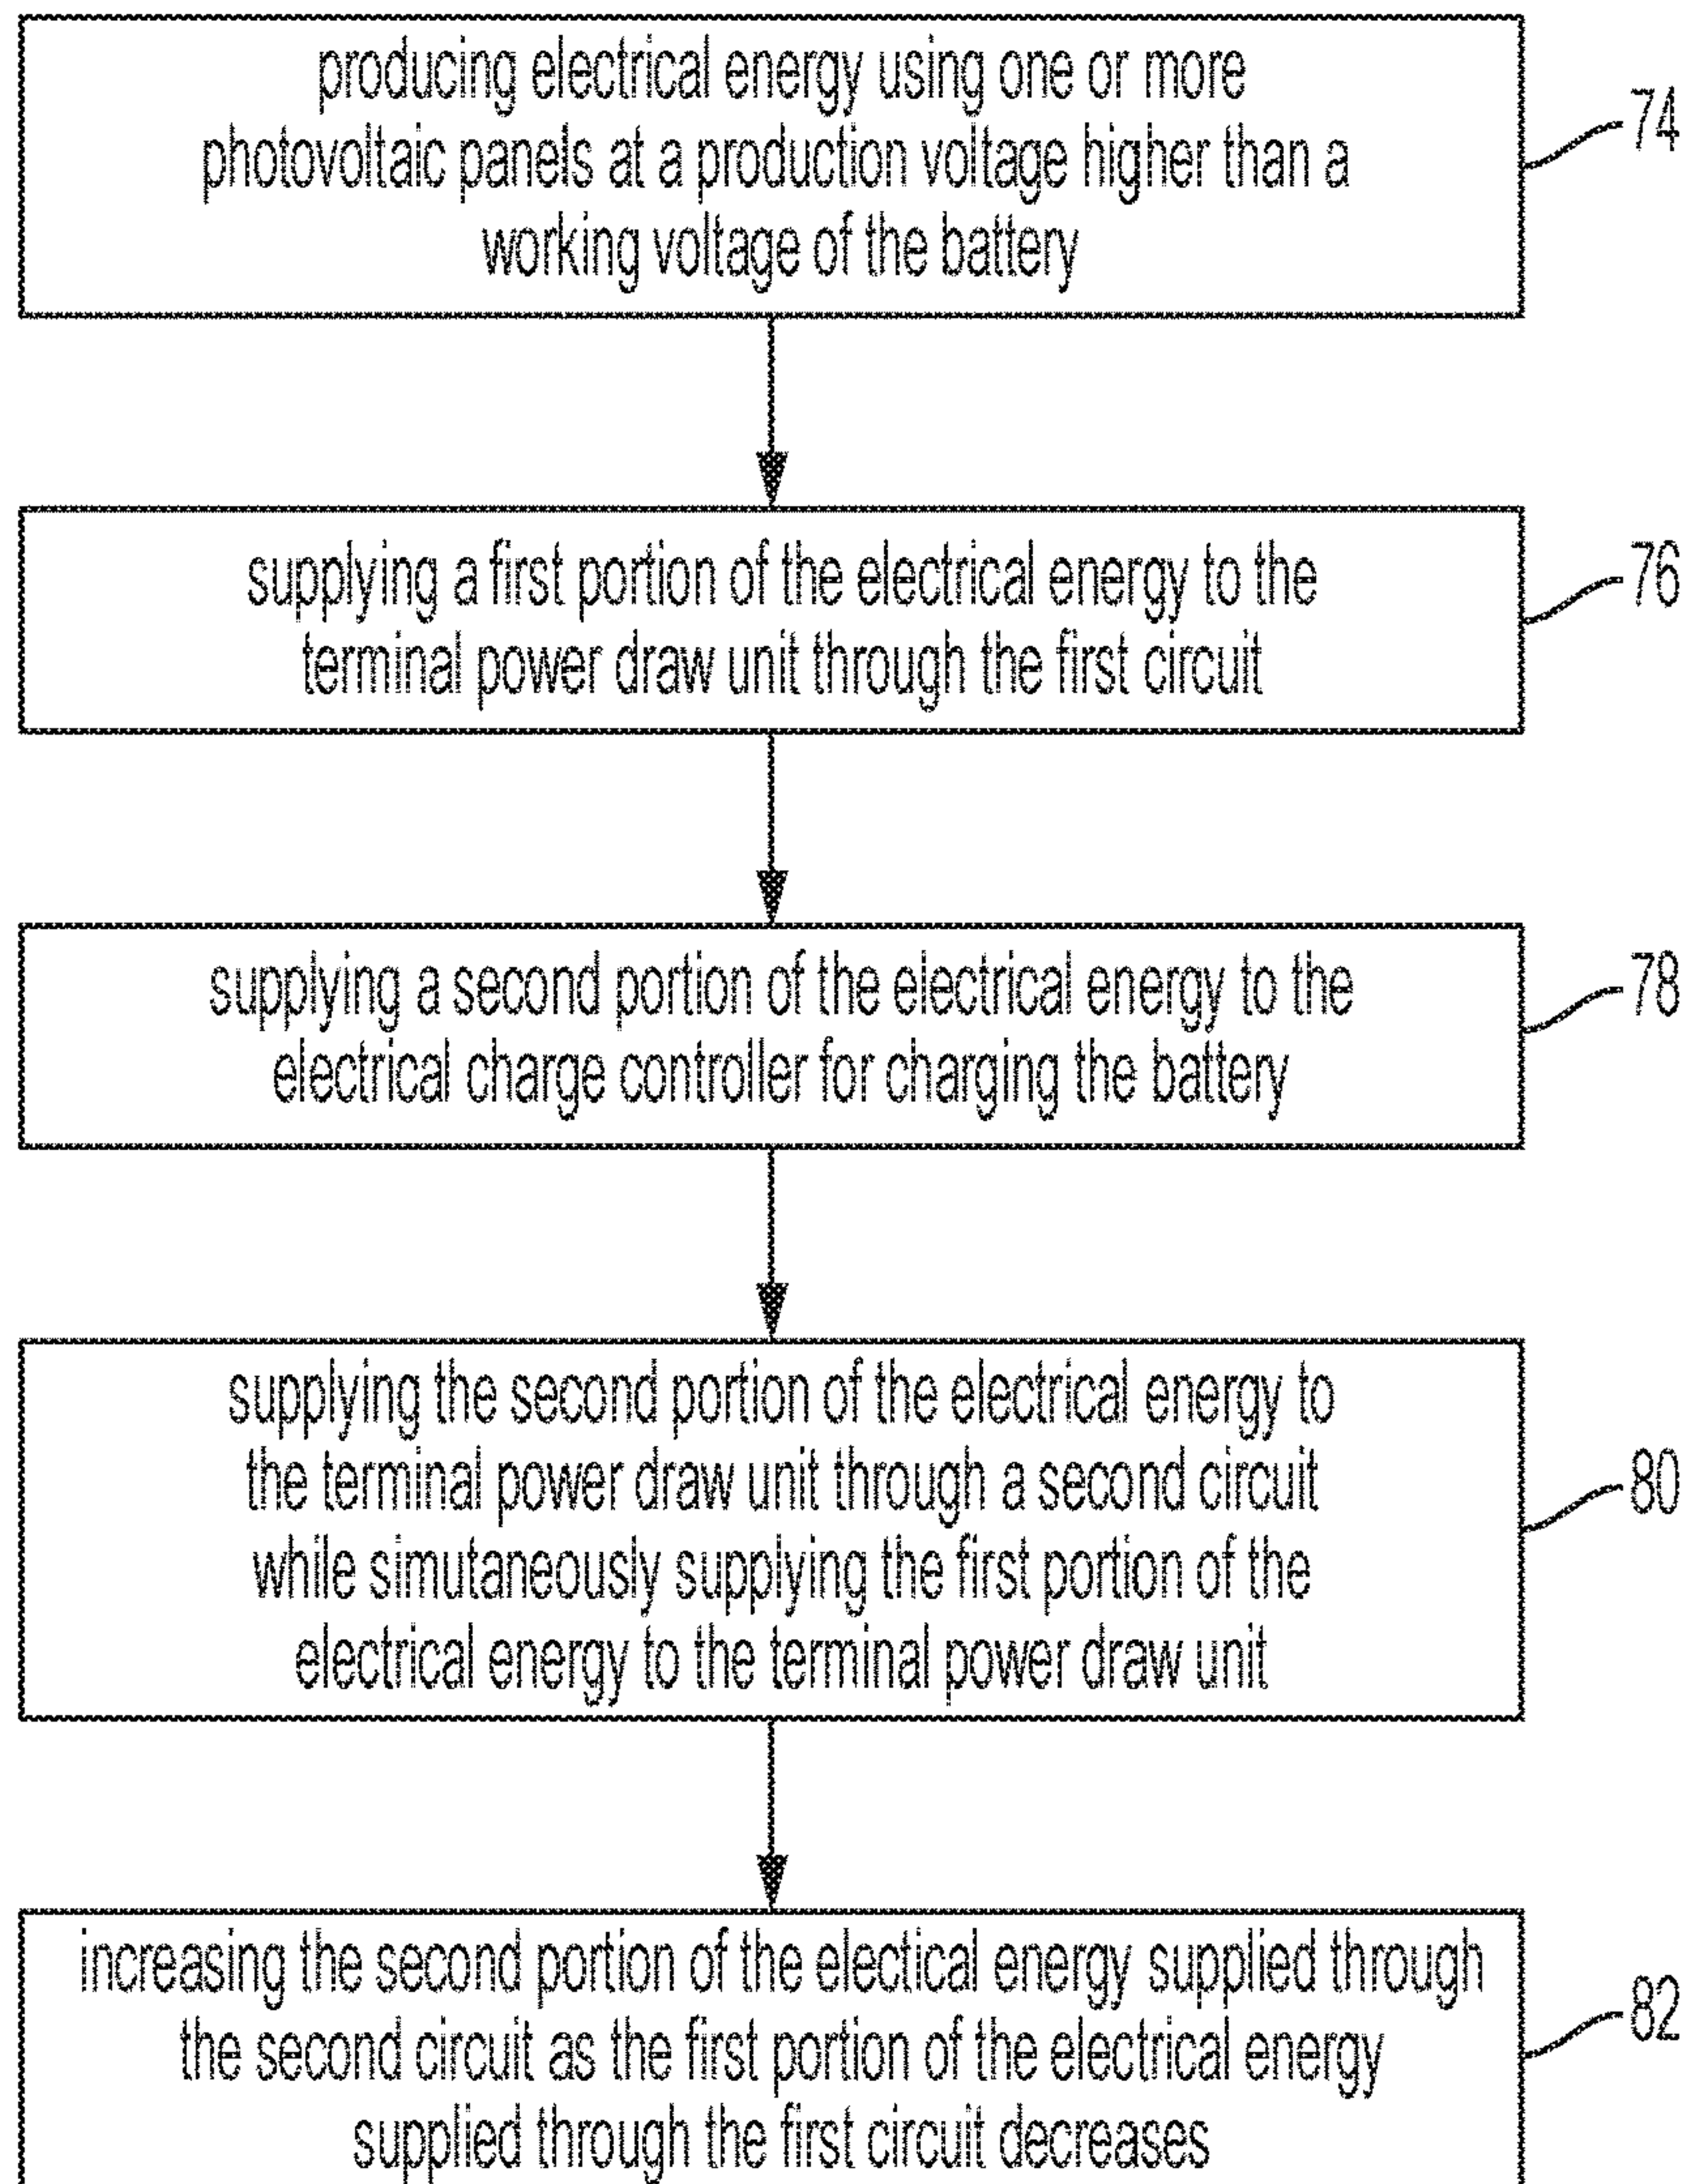 producing electrical energy using one or more
photovoltaic panels at a production voltage higher than a
working voltage of the battery
74
supplying a first portion of the electrical energy to the
terminal power draw unit through the first circuit
76
supplying a second portion of the electrical energy to the
electrical charge controller for charging the battery
78
supplying the second portion of the electrical energy to
the terminal power draw unit through a second circuit
while simutaneously supplying the first portion of the
electrical energy to the terminal power draw unit
80
increasing the second portion of the electical energy supplied through
the second circuit as the first portion of the electrical energy
supplied through the first circuit decreases
82